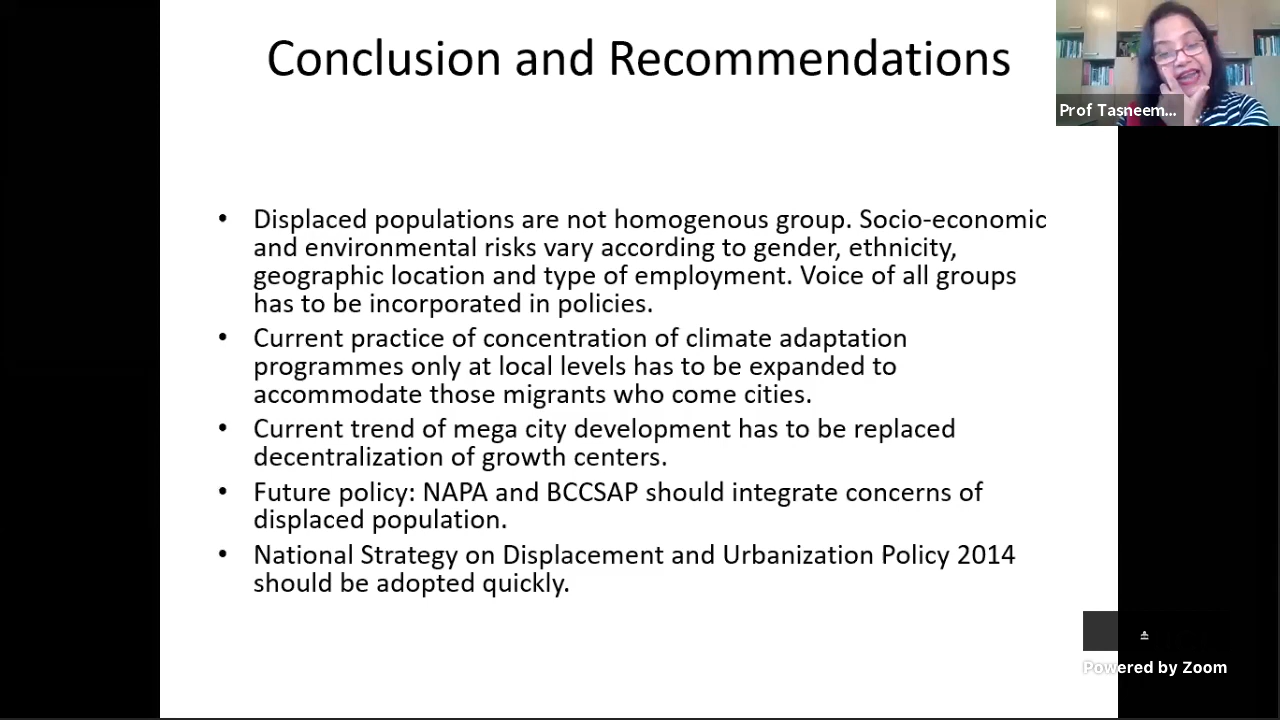 Conclusion and Recommendations
Prof Tasneem...
• Displaced populations are not homogenous group. Socio-economic
and environmental risks vary according to gender, ethnicity,
geographic location and type of employment. Voice of all groups
has to be incorporated in policies.
• Current practice of concentration of climate adaptation
programmes only at local levels has to be expanded to
accommodate those migrants who come cities.
• Current trend of mega city development has to be replaced
decentralization of growth centers.
• Future policy: NAPA and BCCSAP should integrate concerns of
displaced population.
• National Strategy on Displacement and Urbanization Policy 2014
should be adopted quickly.
Powered by Zoom